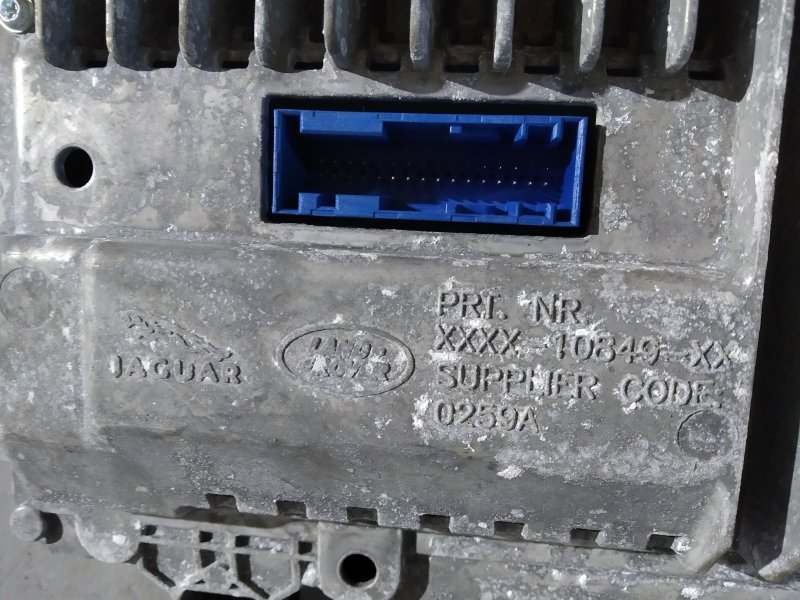 PRT. NR.
XXXX-10849-XX
SUPPLIER CODE:
0259A
JAGUAR
LAND
ROVER